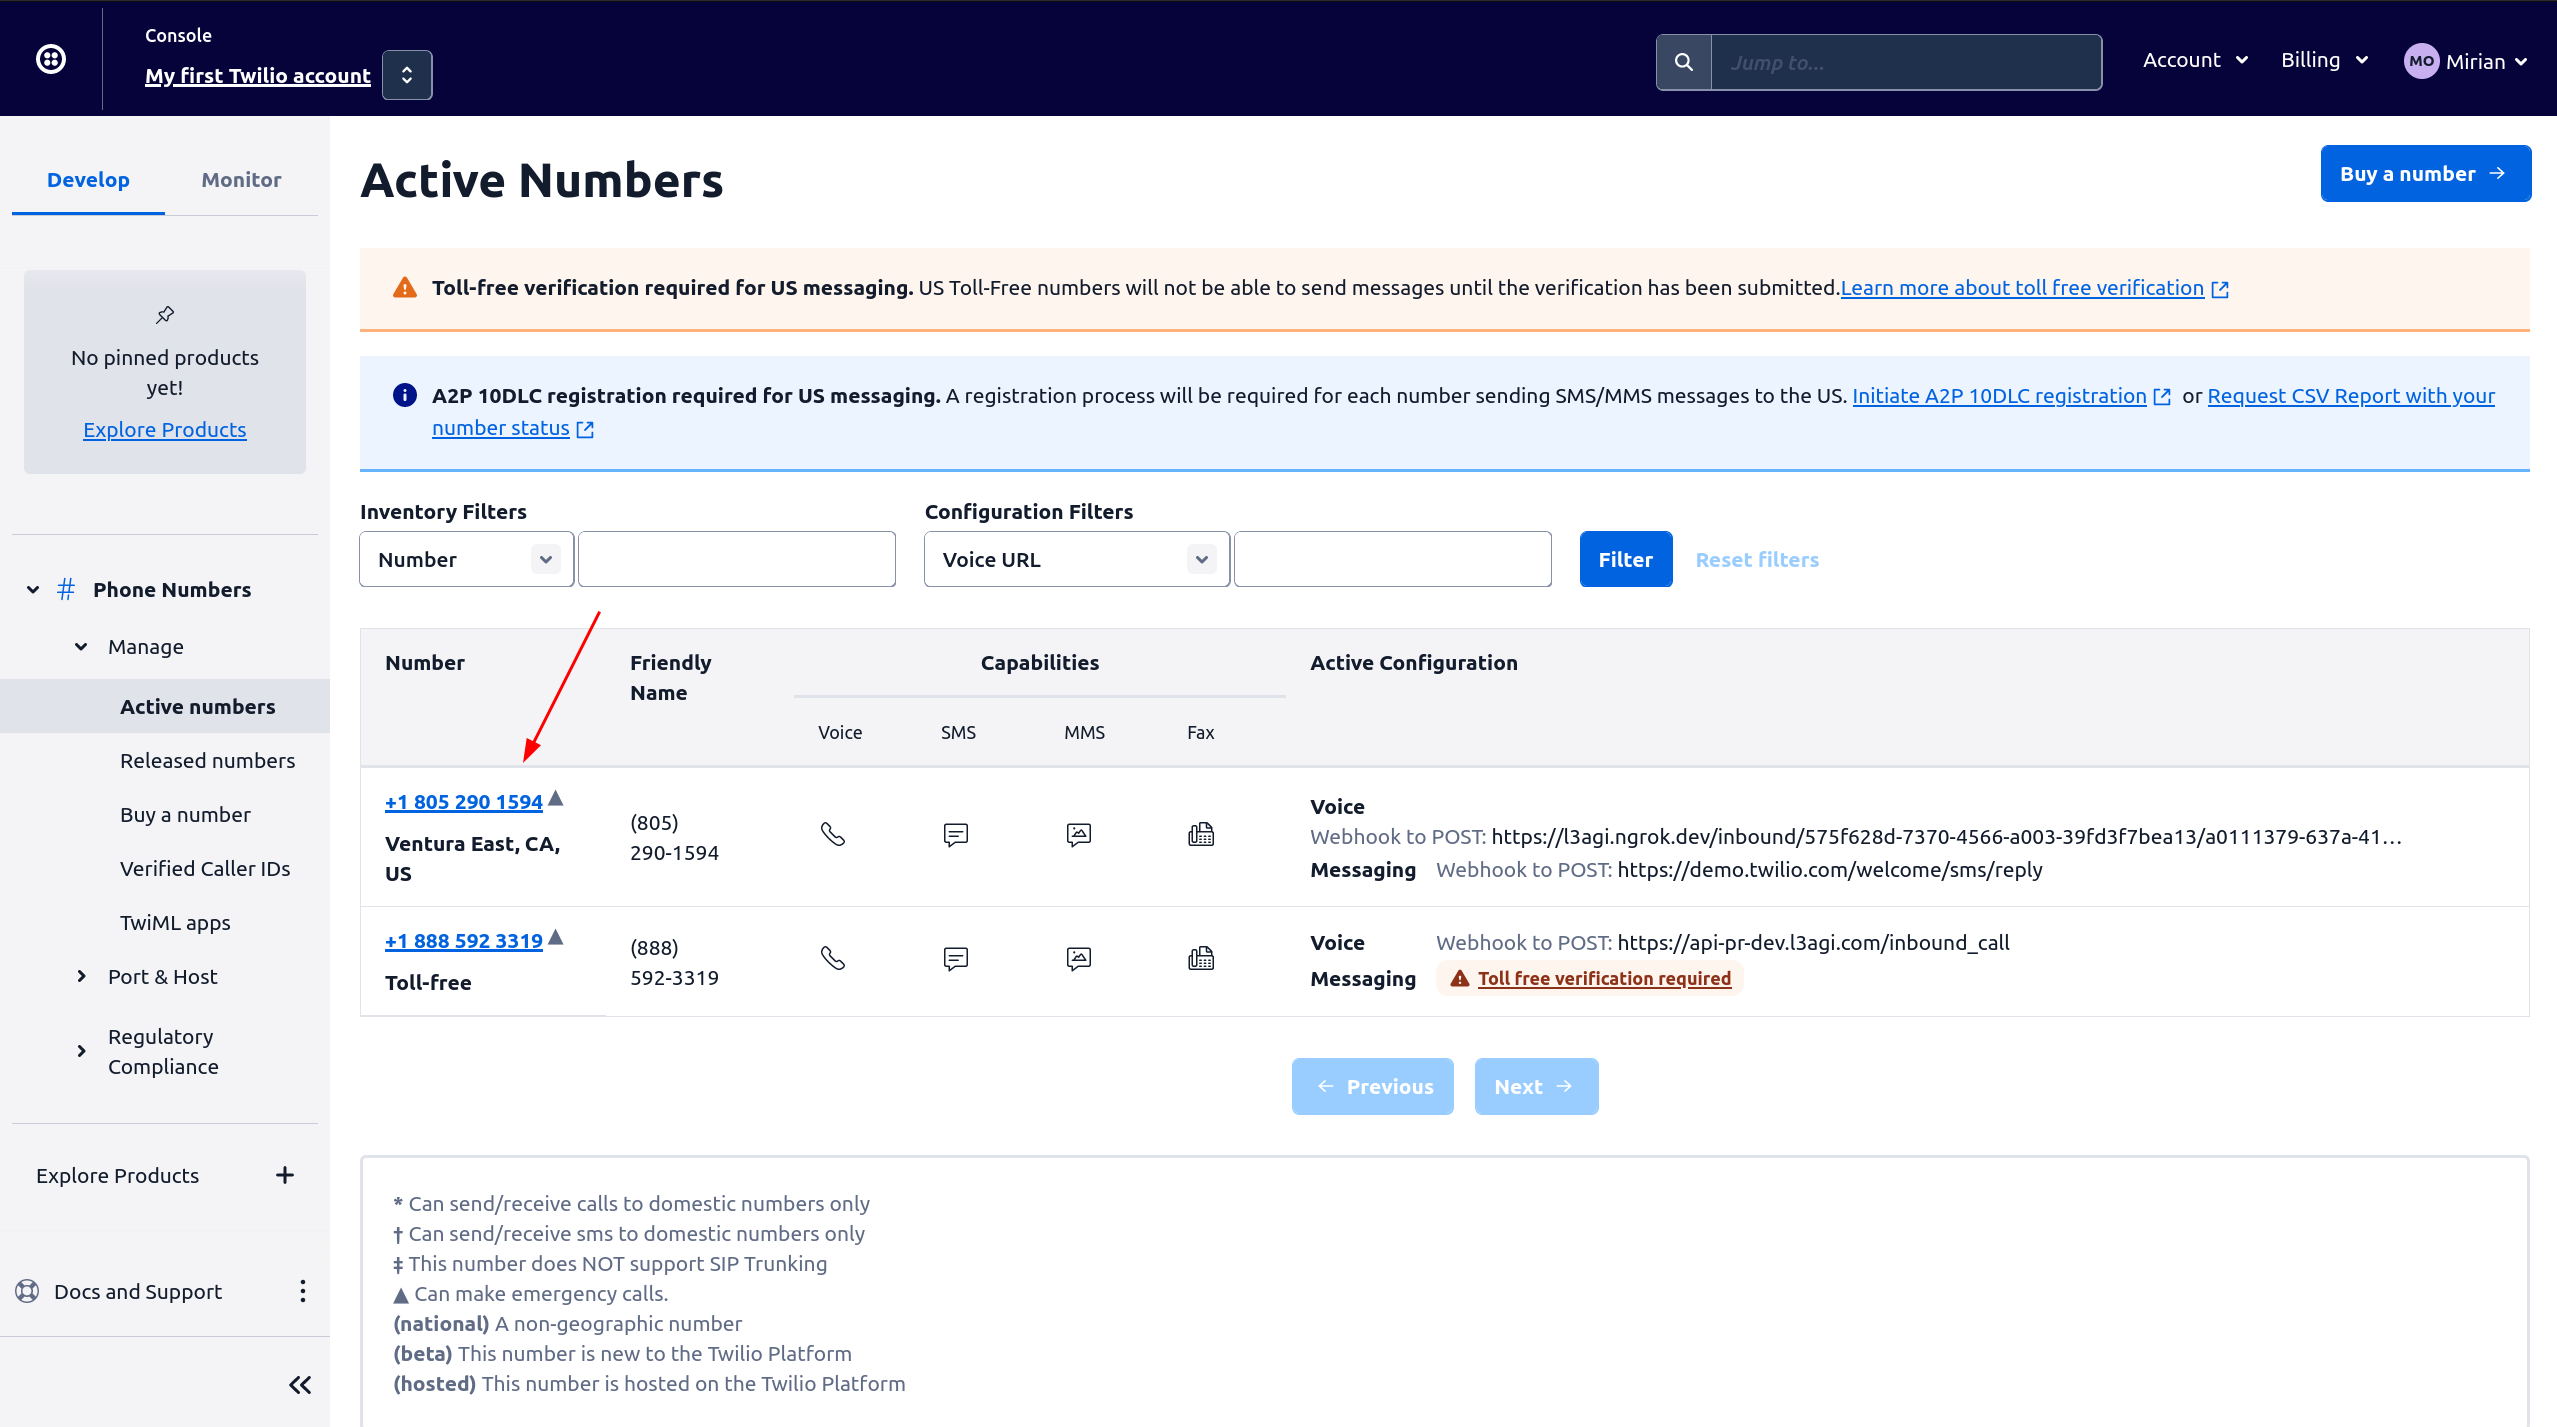 Console
My first Twilio account
Jump to...
Account
Billing
MO
Mirian
Develop
Monitor
No pinned products
yet!
Explore Products
Phone Numbers
Manage
Active numbers
Released numbers
Buy a number
Verified Caller IDs
TwiML apps
Port & Host
Regulatory
Compliance
Explore Products
Docs and Support
Active Numbers
Buy a number
Toll-free verification required for US messaging. US Toll-Free numbers will not be able to send messages until the verification has been submitted.Learn more about toll free verification
A2P 10DLC registration required for US messaging. A registration process will be required for each number sending SMS/MMS messages to the US. Initiate A2P 10DLC registration or Request CSV Report with your
number status
Inventory Filters
Configuration Filters
Number
Voice URL
Filter
Reset filters
Number
Friendly
Name
Capabilities
Active Configuration
Voice
SMS
MMS
Fax
+1 805 290 1594▲
Ventura East, CA,
US
(805)
290-1594
Voice
Webhook to POST: https://l3agi.ngrok.dev/inbound/575f628d-7370-4566-a003-39fd3f7bea13/a0111379-637a-41...
Messaging Webhook to POST: https://demo.twilio.com/welcome/sms/reply
+1 888 592 3319▲
Toll-free
(888)
592-3319
Voice Webhook to POST: https://api-pr-dev.l3agi.com/inbound_call
Messaging Toll free verification required
Previous
Next
* Can send/receive calls to domestic numbers only
† Can send/receive sms to domestic numbers only
‡ This number does NOT support SIP Trunking
▲ Can make emergency calls.
(national) A non-geographic number
(beta) This number is new to the Twilio Platform
(hosted) This number is hosted on the Twilio Platform